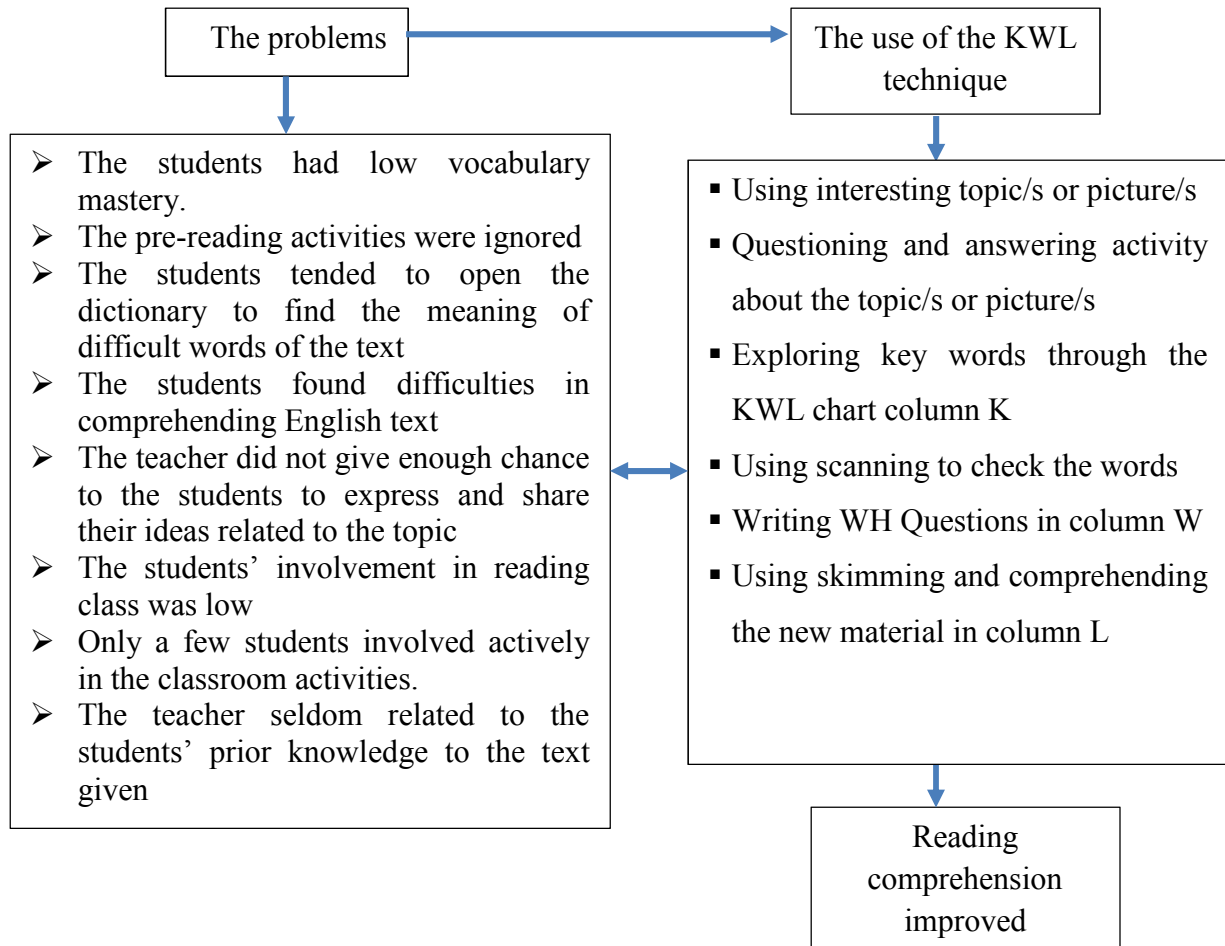 The problems
The use of the KWL
technique
➢ The students had low vocabulary
mastery.
➢ The pre-reading activities were ignored
➢ The students tended to open the
dictionary to find the meaning of
difficult words of the text
➢ The students found difficulties in
comprehending English text
➢ The teacher did not give enough chance
to the students to express and share
their ideas related to the topic
➢ The students’ involvement in reading
class was low
➢ Only a few students involved actively
in the classroom activities.
➢ The teacher seldom related to the
students’ prior knowledge to the text
given
▪ Using interesting topic/s or picture/s
▪ Questioning and answering activity
about the topic/s or picture/s
▪ Exploring key words through the
KWL chart column K
▪ Using scanning to check the words
▪ Writing WH Questions in column W
▪ Using skimming and comprehending
the new material in column L
Reading
comprehension
improved